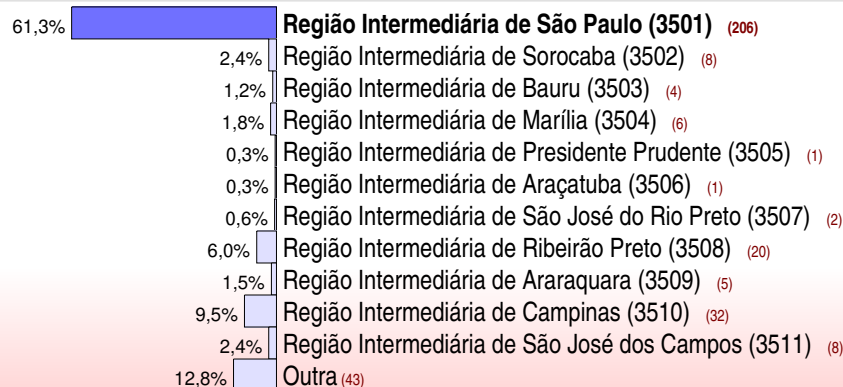 61,3% Região Intermediária de São Paulo (3501) (206)
2,4% Região Intermediária de Sorocaba (3502) (8)
1,2% Região Intermediária de Bauru (3503) (4)
1,8% Região Intermediária de Marília (3504) (6)
0,3% Região Intermediária de Presidente Prudente (3505) (1)
0,3% Região Intermediária de Araçatuba (3506) (1)
0,6% Região Intermediária de São José do Rio Preto (3507) (2)
6,0% Região Intermediária de Ribeirão Preto (3508) (20)
1,5% Região Intermediária de Araraquara (3509) (5)
9,5% Região Intermediária de Campinas (3510) (32)
2,4% Região Intermediária de São José dos Campos (3511) (8)
12,8% Outra (43)